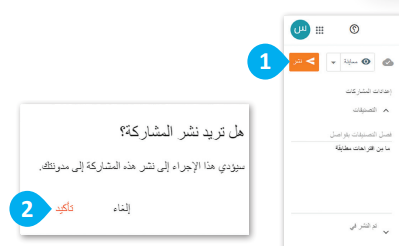 س
1
نشر
معاينة
إعدادات المشاركات
التصنيفات
فصل التصنيفات بفواصل
ما من اقتراحات مطابقة
تم النشر في
هل تريد نشر المشاركة؟
سيؤدي هذا الإجراء إلى نشر هذه المشاركة إلى مدونتك.
إلغاء
تأكيد
2